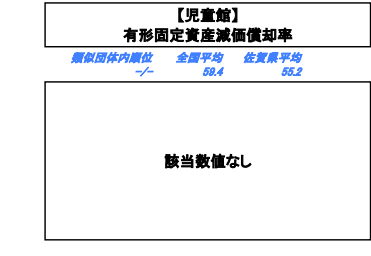 【児童館】
有形固定資産減価償却率
類似団体内順位 全国平均 佐賀県平均
-/- 59.4 55.2
該当数値なし